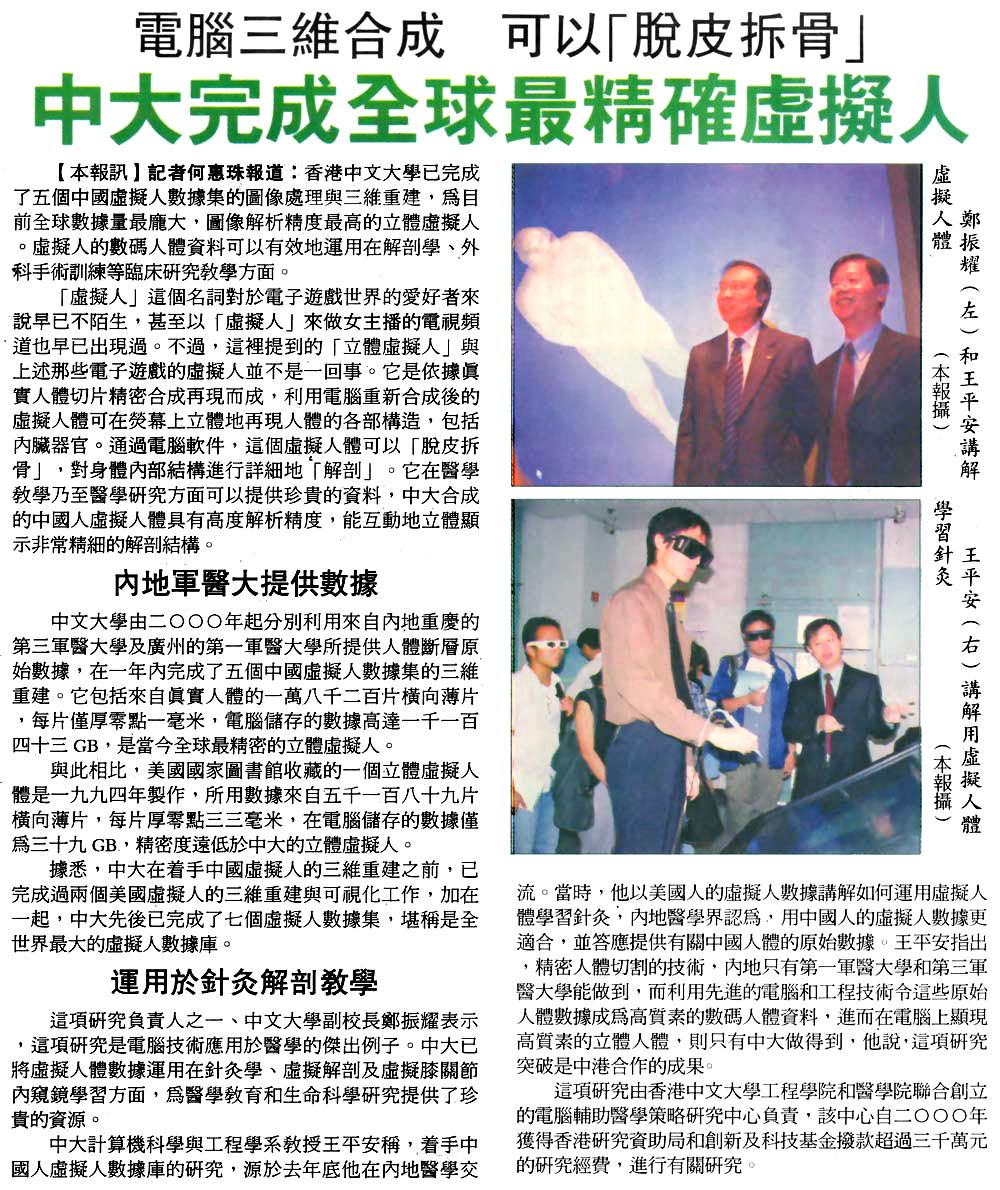 電腦三維合成　可以「脫皮拆骨」
中大完成全球最精確虛擬人
【本報訊】記者何惠珠報道：香港中文大學已完成
了五個中國虛擬人數據集的圖像處理與三維重建，爲目
前全球數據量最龐大，圖像解析精度最高的立體虛擬人
。虛擬人的數碼人體資料可以有效地運用在解剖學、外
科手術訓練等臨床研究教學方面。
「虛擬人」這個名詞對於電子遊戲世界的愛好者來
說早已不陌生，甚至以「虛擬人」來做女主播的電視頻
道也早已出現過。不過，這裡提到的「立體虛擬人」與
上述那些電子遊戲的虛擬人並不是一回事。它是依據眞
實人體切片精密合成再現而成，利用電腦重新合成後的
虛擬人體可在熒幕上立體地再現人體的各部構造，包括
內臟器官。通過電腦軟件，這個虛擬人體可以「脫皮拆
骨」，對身體內部結構進行詳細地「解剖」。它在醫學
教學乃至醫學研究方面可以提供珍貴的資料，中大合成
的中國人虛擬人體具有高度解析精度，能互動地立體顯
示非常精細的解剖結構。
內地軍醫大提供數據
中文大學由二〇〇〇年起分別利用來自內地重慶的
第三軍醫大學及廣州的第一軍醫大學所提供人體斷層原
始數據，在一年內完成了五個中國虛擬人數據集的三維
重建。它包括來自眞實人體的一萬八千二百片橫向薄片
，每片僅厚零點一毫米，電腦儲存的數據高達一千一百
四十三 GB，是當今全球最精密的立體虛擬人。
與此相比，美國國家圖書館收藏的一個立體虛擬人
體是一九九四年製作，所用數據來自五千一百八十九片
橫向薄片，每片厚零點三三毫米，在電腦儲存的數據僅
爲三十九 GB，精密度遠低於中大的立體虛擬人。
據悉，中大在着手中國虛擬人的三維重建之前，已
完成過兩個美國虛擬人的三維重建與可視化工作，加在
一起，中大先後已完成了七個虛擬人數據集，堪稱是全
世界最大的虛擬人數據庫。
運用於針灸解剖教學
這項研究負責人之一、中文大學副校長鄭振耀表示
，這項研究是電腦技術應用於醫學的傑出例子。中大已
將虛擬人體數據運用在針灸學、虛擬解剖及虛擬膝關節
內窺鏡學習方面，爲醫學教育和生命科學研究提供了珍
貴的資源。
中大計算機科學與工程學系教授王平安稱，着手中
國人虛擬人數據庫的研究，源於去年底他在內地醫學交
鄭振耀（左）和王平安講解
虛擬人體　　（本報攝）
王平安（右）講解用虛擬人體
學習針灸　　（本報攝）
流。當時，他以美國人的虛擬人數據講解如何運用虛擬人
體學習針灸，內地醫學界認爲，用中國人的虛擬人數據更
適合，並答應提供有關中國人體的原始數據。王平安指出
，精密人體切割的技術，內地只有第一軍醫大學和第三軍
醫大學能做到，而利用先進的電腦和工程技術令這些原始
人體數據成爲高質素的數碼人體資料，進而在電腦上顯現
高質素的立體人體，則只有中大做得到，他說，這項研究
突破是中港合作的成果。
這項研究由香港中文大學工程學院和醫學院聯合創立
的電腦輔助醫學策略研究中心負責，該中心自二〇〇〇年
獲得香港研究資助局和創新及科技基金撥款超過三千萬元
的研究經費，進行有關研究。